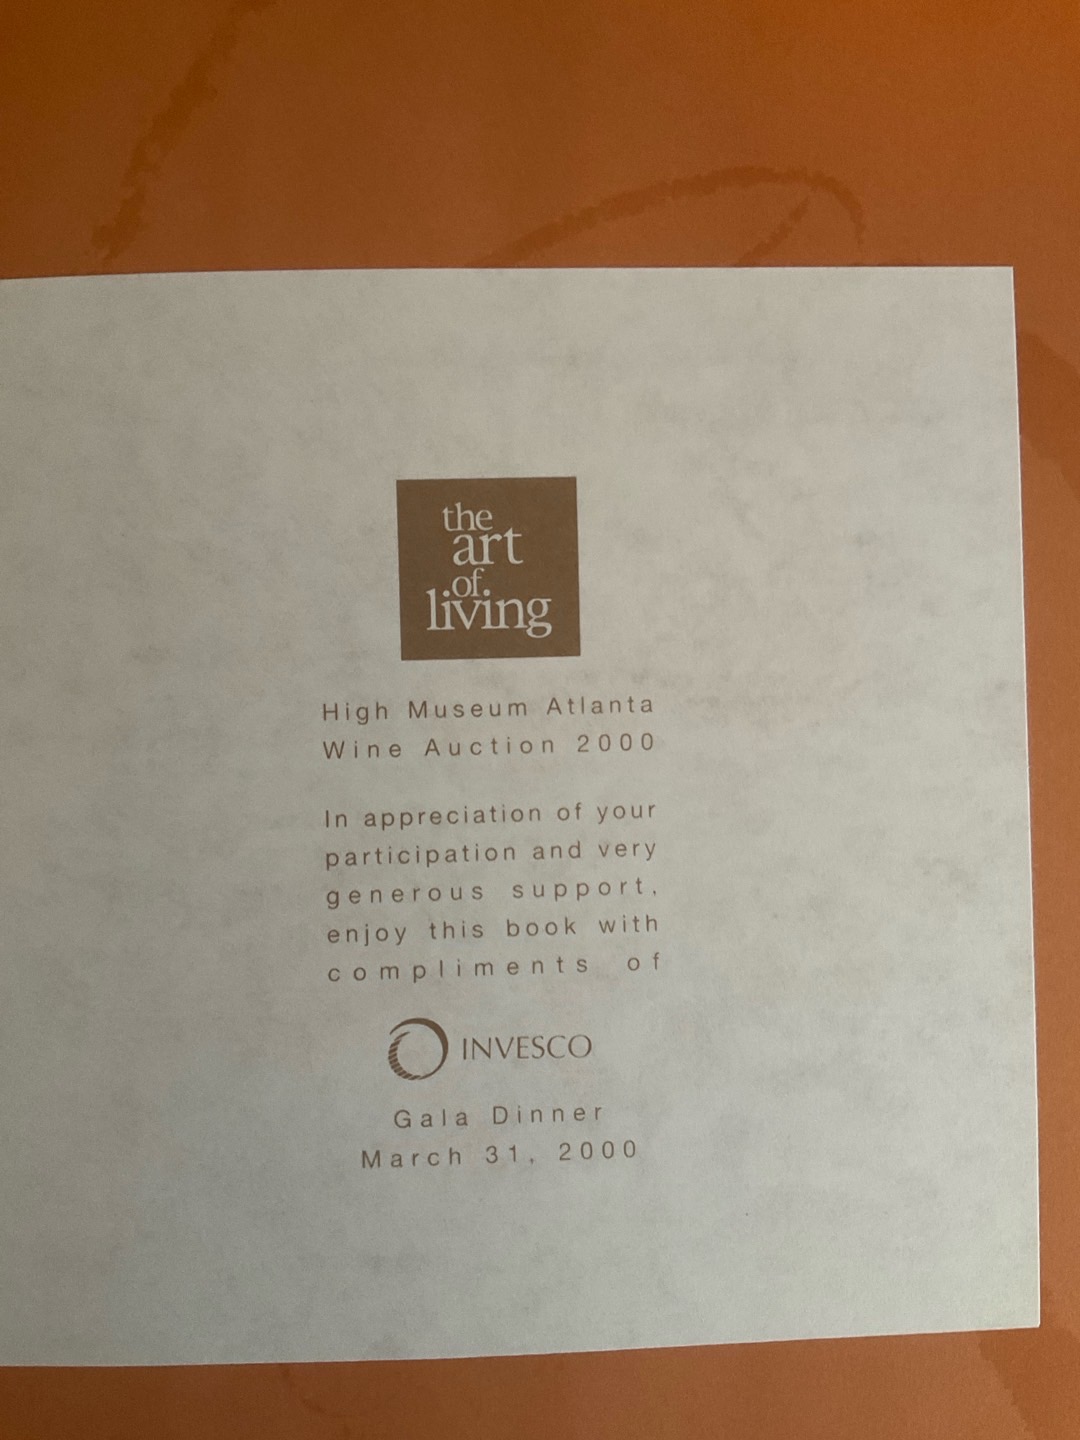 the
art
of
living
High Museum Atlanta
Wine Auction 2000
In appreciation of your
participation and very
generous support,
enjoy this book with
compliments of
INVESCO
Gala Dinner
March 31, 2000